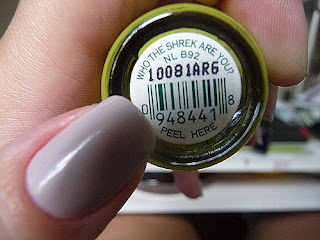 WHO THE SHREK ARE YOU?
NL B92
10081AR6
0 948441 8
PEEL HERE